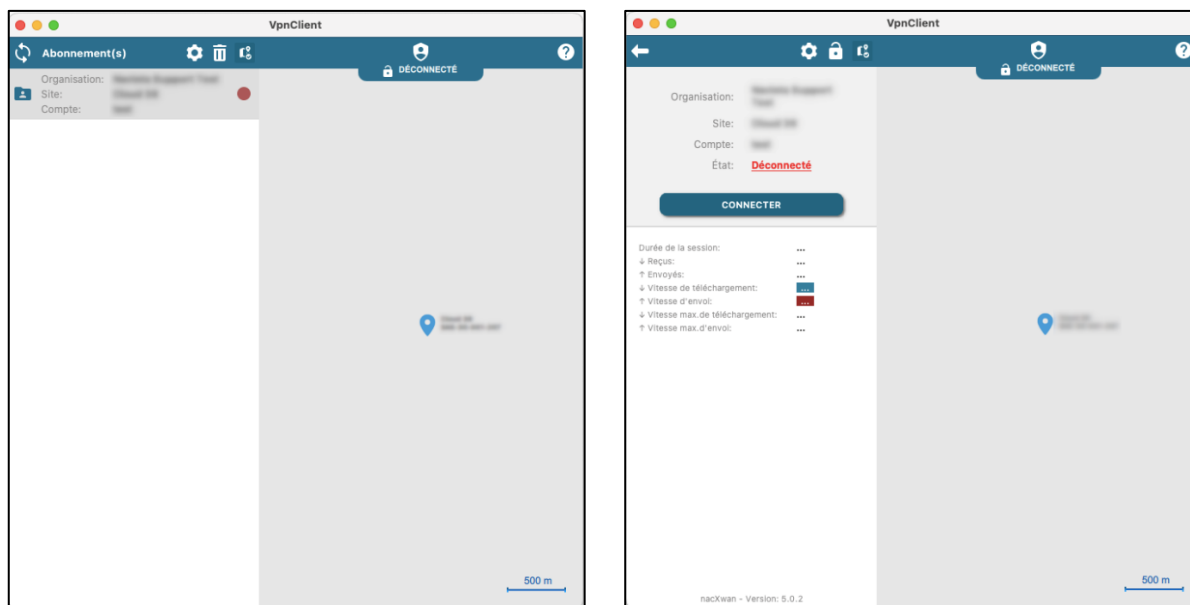 VpnClient
Abonnement(s)
DÉCONNECTÉ
Organisation:
Site:
Compte:
500 m
VpnClient
DÉCONNECTÉ
Organisation:
Site:
Compte:
État: Déconnecté
CONNECTER
Durée de la session: ...
↓ Reçus: ...
↑ Envoyés: ...
↓ Vitesse de téléchargement: ...
↑ Vitesse d'envoi: ...
↓ Vitesse max.de téléchargement: ...
↑ Vitesse max.d'envoi: ...
500 m
nacXwan - Version: 5.0.2